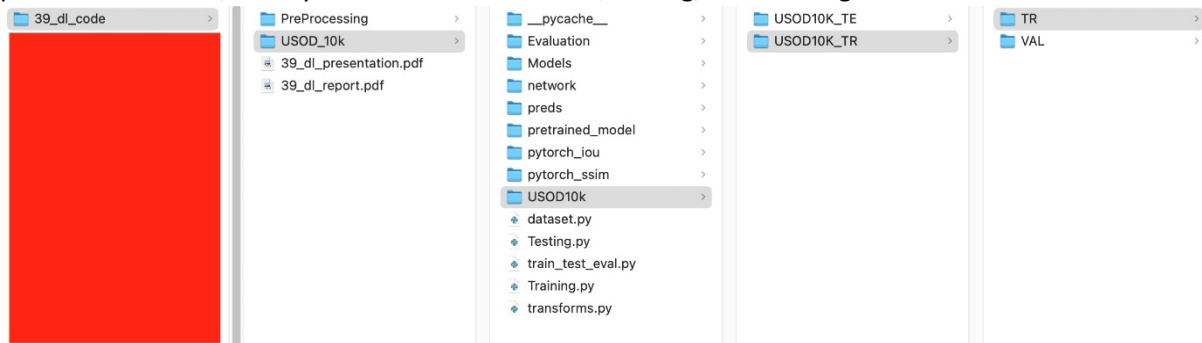 39_dl_code
PreProcessing
USOD_10k
39_dl_presentation.pdf
39_dl_report.pdf
__pycache__
Evaluation
Models
network
preds
pretrained_model
pytorch_iou
pytorch_ssim
USOD10k
dataset.py
Testing.py
train_test_eval.py
Training.py
transforms.py
USOD10K_TE
USOD10K_TR
TR
VAL